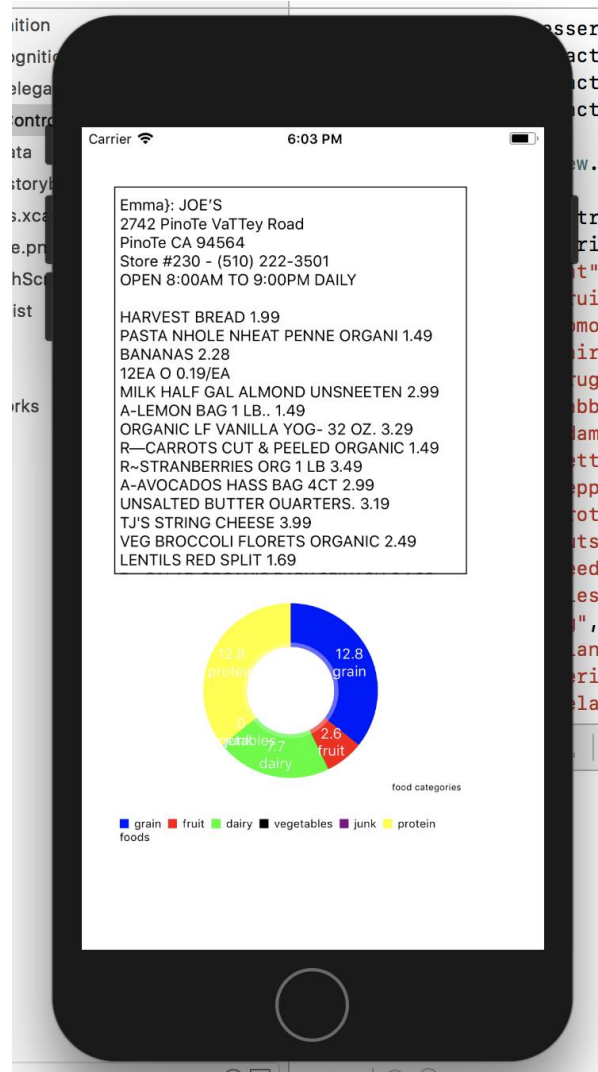 Carrier
6:03 PM
Emma}: JOE'S
2742 PinoTe VaTTey Road
PinoTe CA 94564
Store #230 - (510) 222-3501
OPEN 8:00AM TO 9:00PM DAILY
HARVEST BREAD 1.99
PASTA NHOLE NHEAT PENNE ORGANI 1.49
BANANAS 2.28
12EA O 0.19/EA
MILK HALF GAL ALMOND UNSNEETEN 2.99
A-LEMON BAG 1 LB.. 1.49
ORGANIC LF VANILLA YOG- 32 OZ. 3.29
R—CARROTS CUT & PEELED ORGANIC 1.49
R~STRANBERRIES ORG 1 LB 3.49
A-AVOCADOS HASS BAG 4CT 2.99
UNSALTED BUTTER OUARTERS. 3.19
TJ'S STRING CHEESE 3.99
VEG BROCCOLI FLORETS ORGANIC 2.49
LENTILS RED SPLIT 1.69
12.8
protein
12.8
grain
2.6
fruit
7.7
dairy
food categories
grain fruit dairy vegetables junk protein
foods